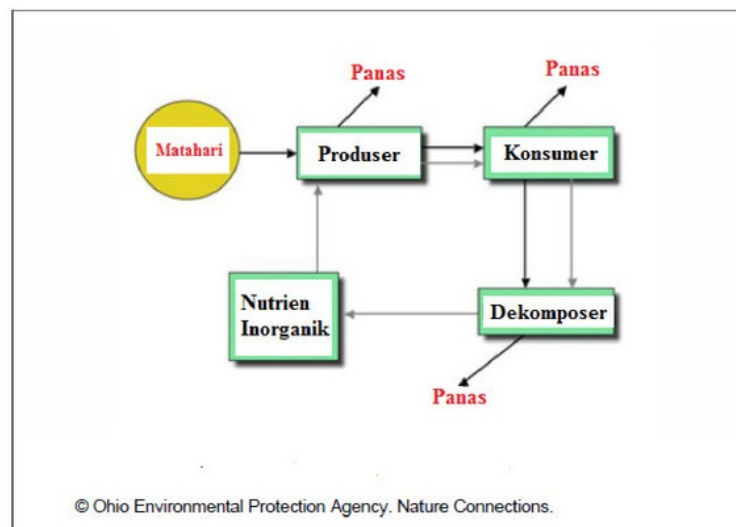 Panas
Panas
Matahari
Produser
Konsumer
Nutrien
Inorganik
Dekomposer
Panas
© Ohio Environmental Protection Agency. Nature Connections.